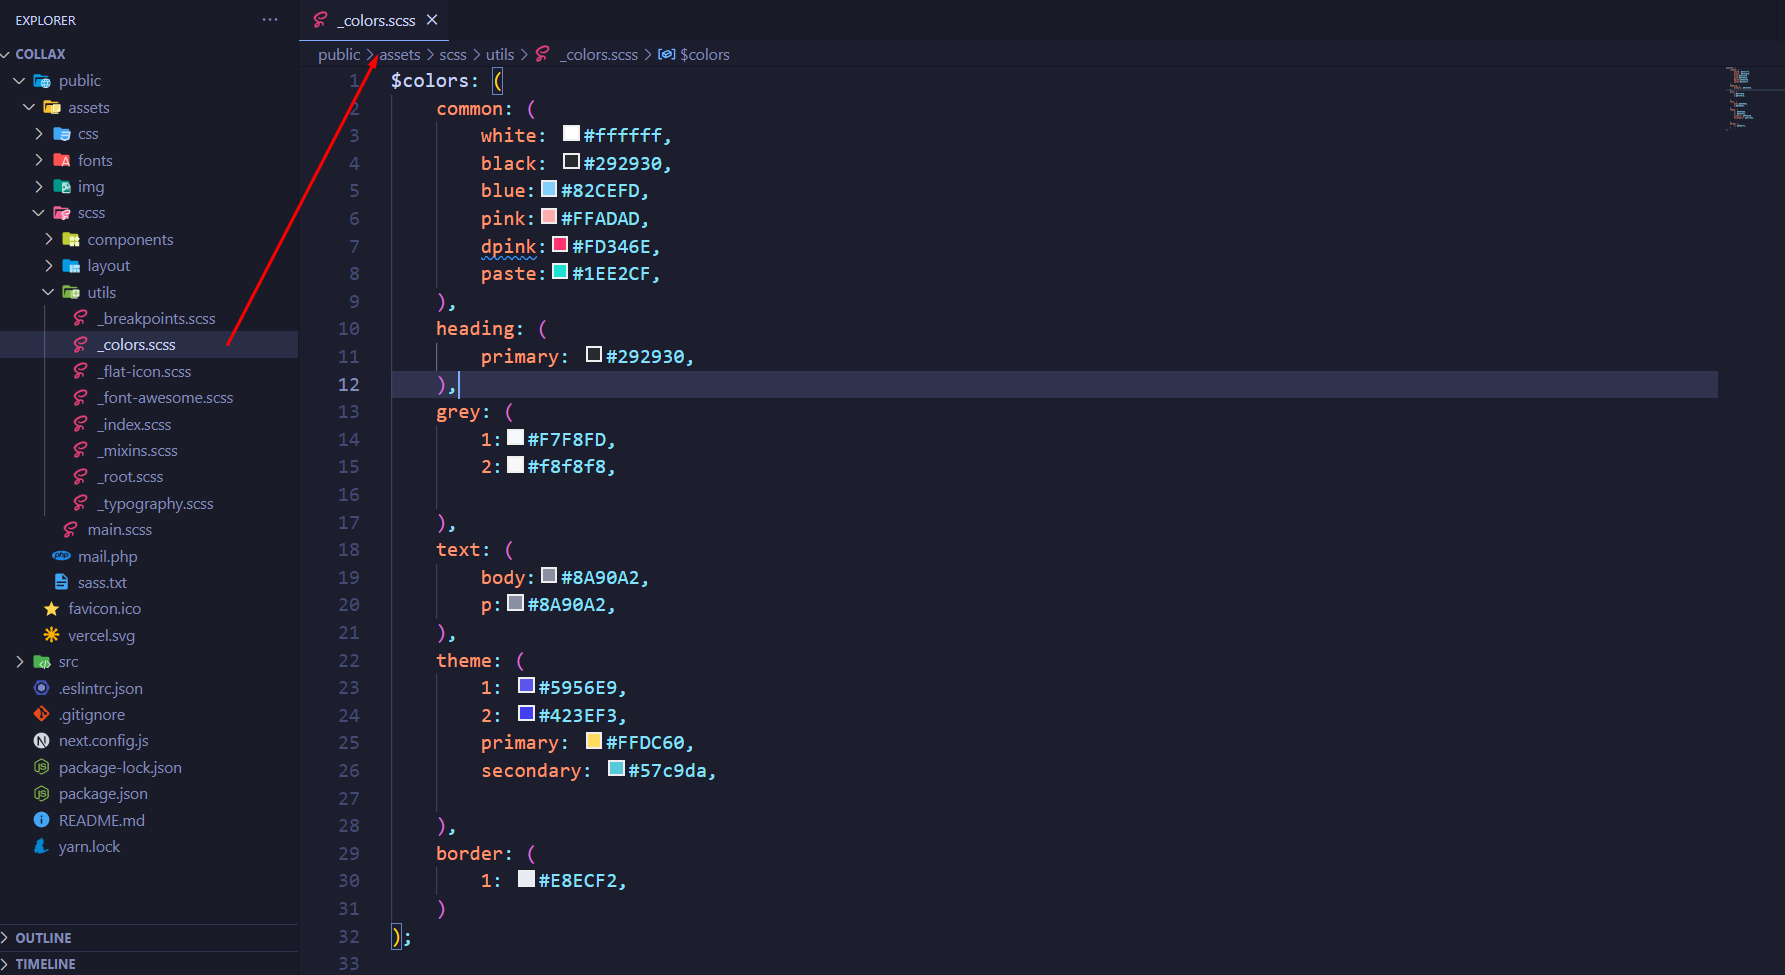 EXPLORER
COLLAX
public
assets
css
fonts
img
scss
components
layout
utils
_breakpoints.scss
_colors.scss
_flat-icon.scss
_font-awesome.scss
_index.scss
_mixins.scss
_root.scss
_typography.scss
main.scss
mail.php
sass.txt
favicon.ico
vercel.svg
src
.eslintrc.json
.gitignore
next.config.js
package-lock.json
package.json
README.md
yarn.lock
OUTLINE
TIMELINE
_colors.scss
public > assets > scss > utils > _colors.scss > $colors
1 $colors: (
2 common: (
3 white: #ffffff,
4 black: #292930,
5 blue: #82CEFD,
6 pink: #FFADAD,
7 dpink: #FD346E,
8 paste: #1EE2CF,
9 ),
10 heading: (
11 primary: #292930,
12 ),
13 grey: (
14 1: #F7F8FD,
15 2: #f8f8f8,
16
17 ),
18 text: (
19 body: #8A90A2,
20 p: #8A90A2,
21 ),
22 theme: (
23 1: #5956E9,
24 2: #423EF3,
25 primary: #FFDC60,
26 secondary: #57c9da,
27
28 ),
29 border: (
30 1: #E8ECF2,
31 )
32 );
33